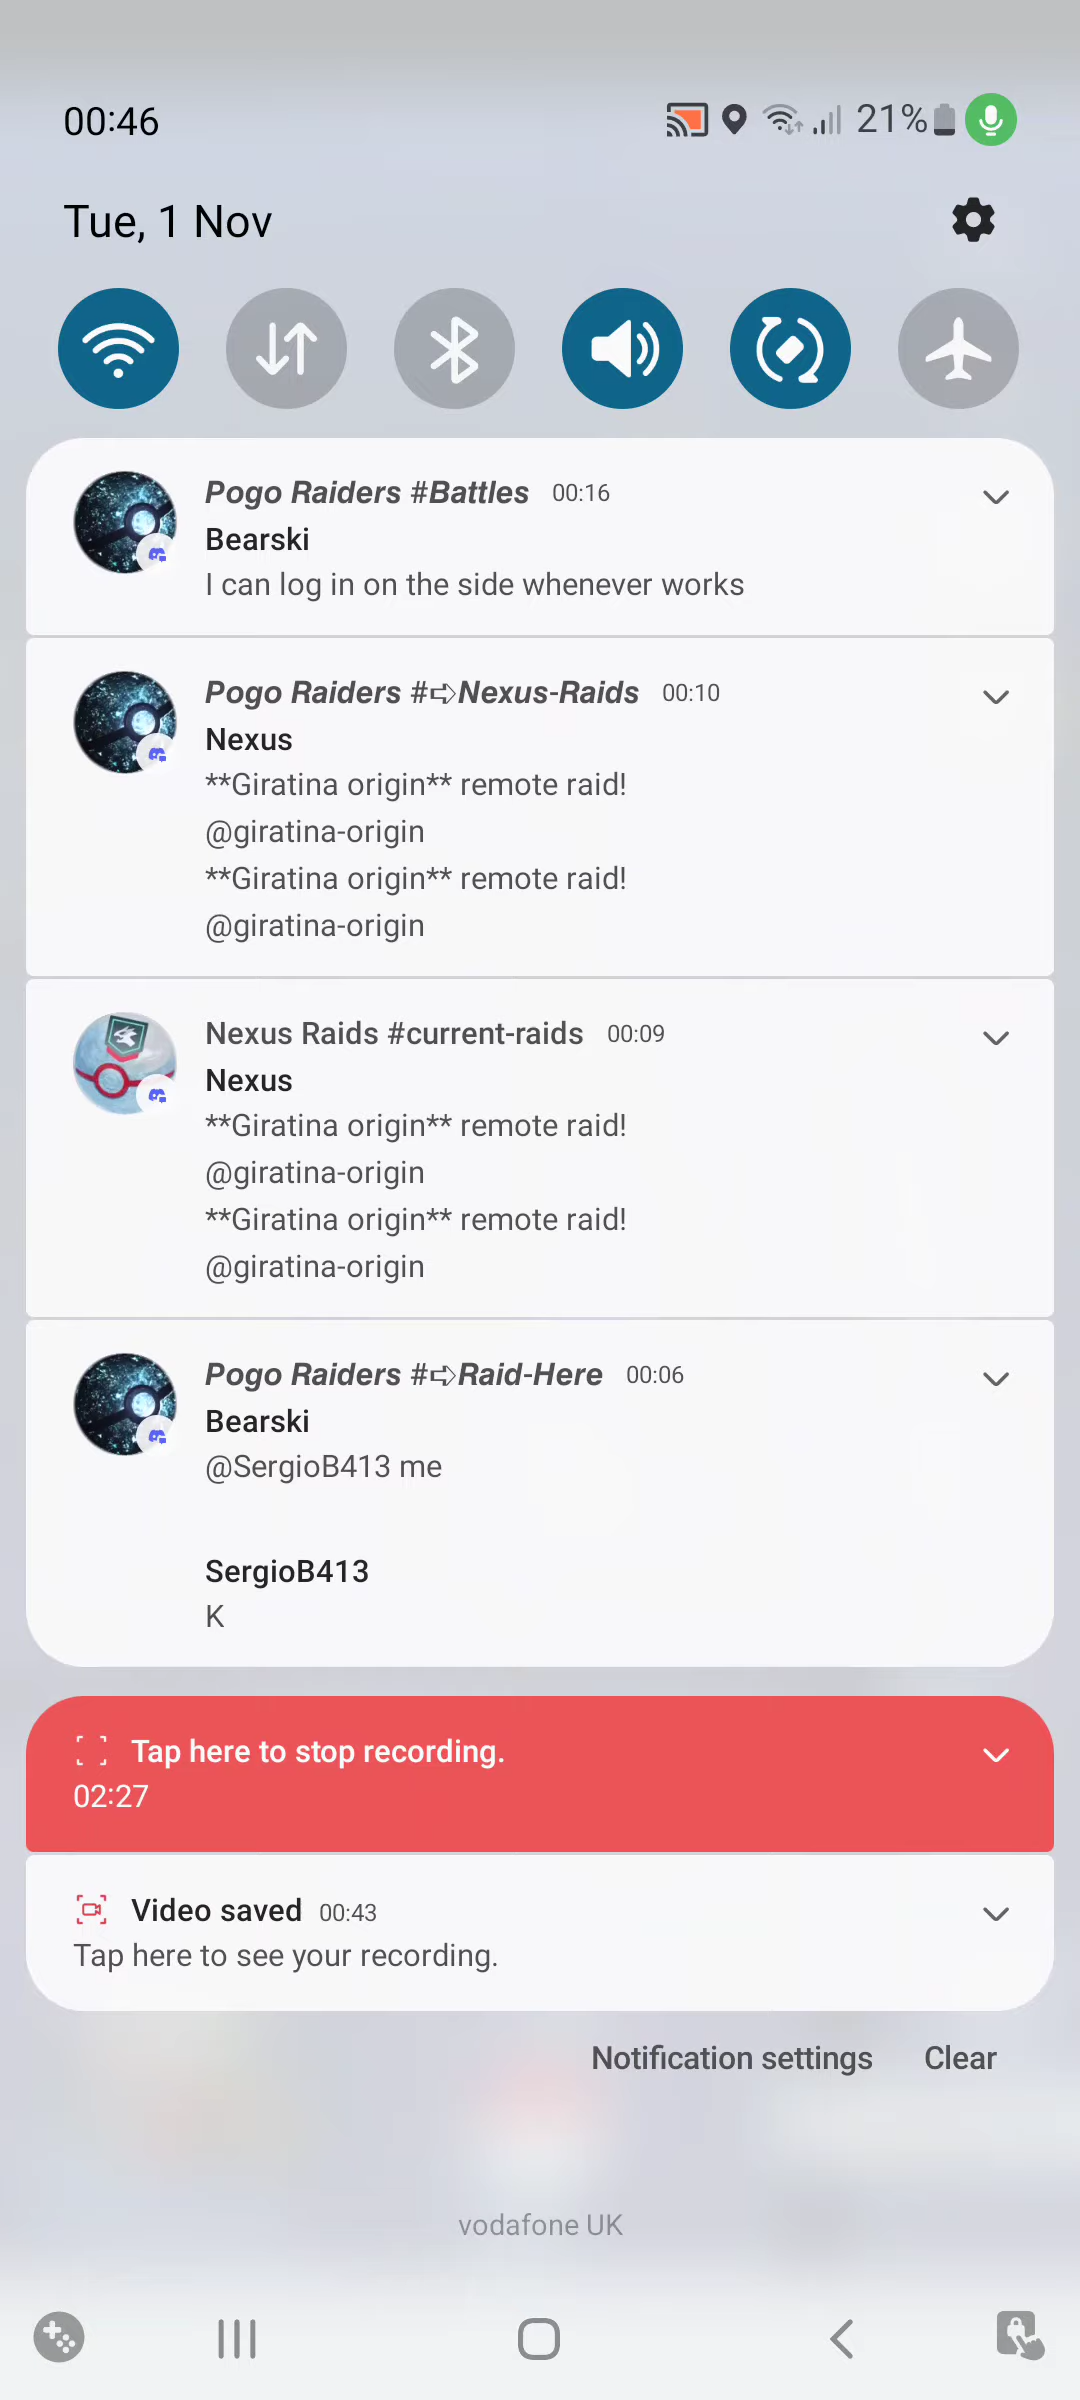 00:46
21%
Tue, 1 Nov
Pogo Raiders #Battles 00:16
Bearski
I can log in on the side whenever works
Pogo Raiders #➪Nexus-Raids 00:10
Nexus
**Giratina origin** remote raid!
@giratina-origin
**Giratina origin** remote raid!
@giratina-origin
Nexus Raids #current-raids 00:09
Nexus
**Giratina origin** remote raid!
@giratina-origin
**Giratina origin** remote raid!
@giratina-origin
Pogo Raiders #➪Raid-Here 00:06
Bearski
@SergioB413 me
SergioB413
K
Tap here to stop recording.
02:27
Video saved 00:43
Tap here to see your recording.
Notification settings Clear
vodafone UK